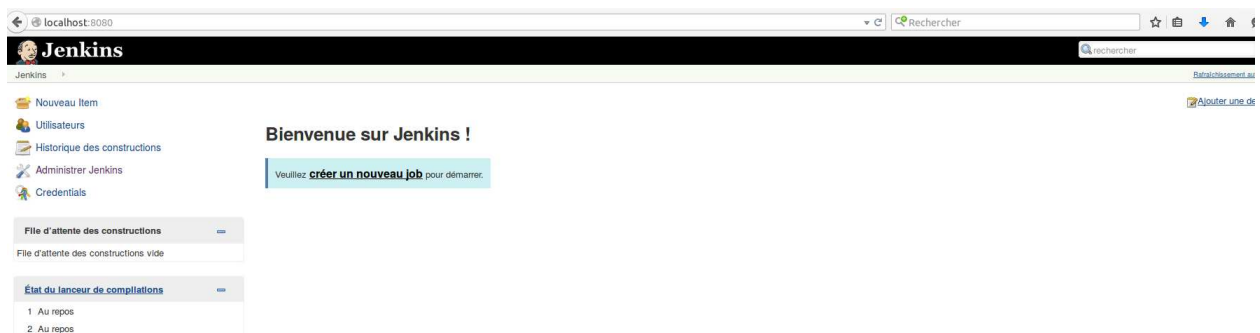 localhost:8080
Rechercher
Jenkins
rechercher
Jenkins
Rafraîchissement au
Nouveau Item
Ajouter une de
Utilisateurs
Historique des constructions
Administrer Jenkins
Credentials
Bienvenue sur Jenkins !
Veuillez créer un nouveau job pour démarrer.
File d'attente des constructions
File d'attente des constructions vide
État du lanceur de compilations
1 Au repos
2 Au repos